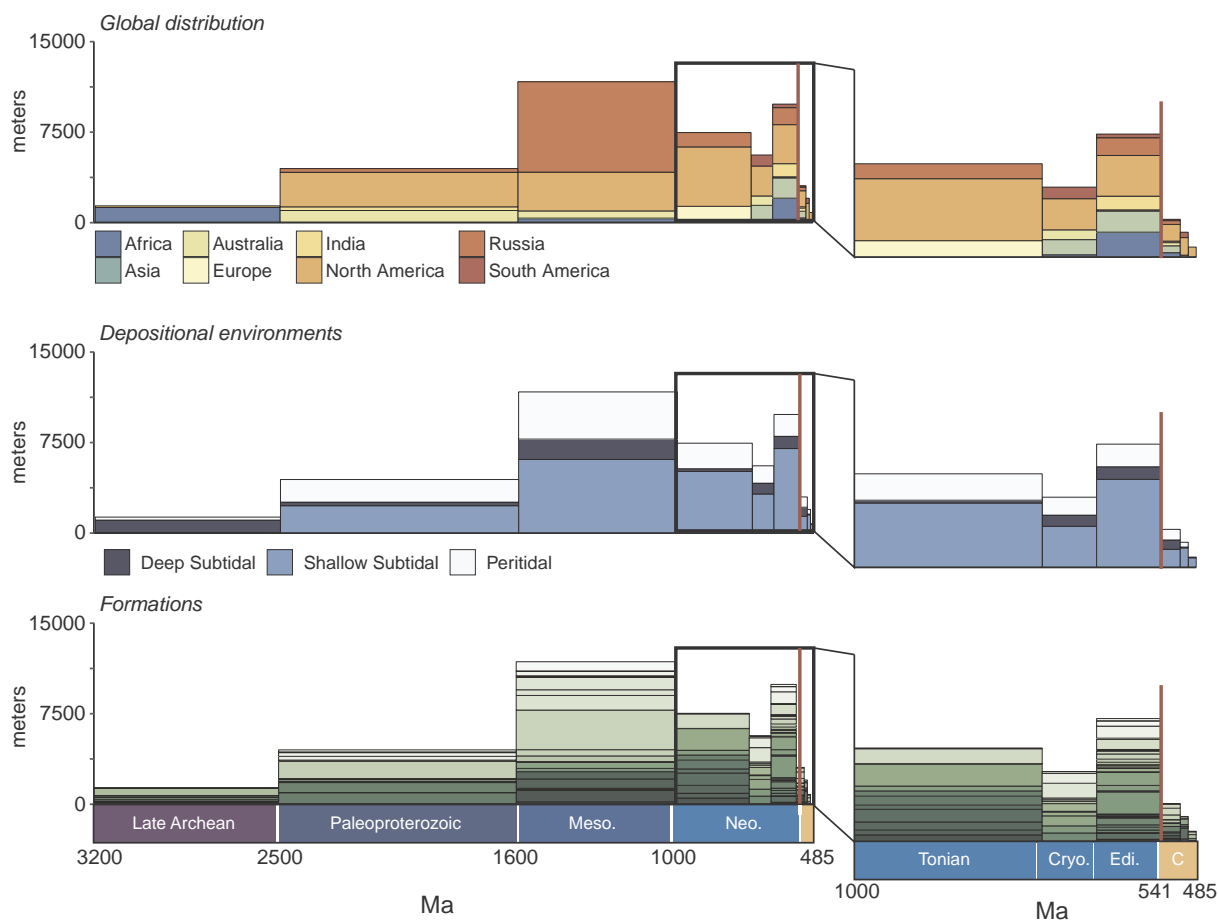 Global distribution
15000
7500
0
meters
Africa Australia India Russia
Asia Europe North America South America
Depositional environments
15000
7500
0
meters
Deep Subtidal Shallow Subtidal Peritidal
Formations
15000
7500
0
meters
Late Archean Paleoproterozoic Meso. Neo.
3200 2500 1600 1000 485
Ma
Tonian Cryo. Edi. C
1000 541 485
Ma